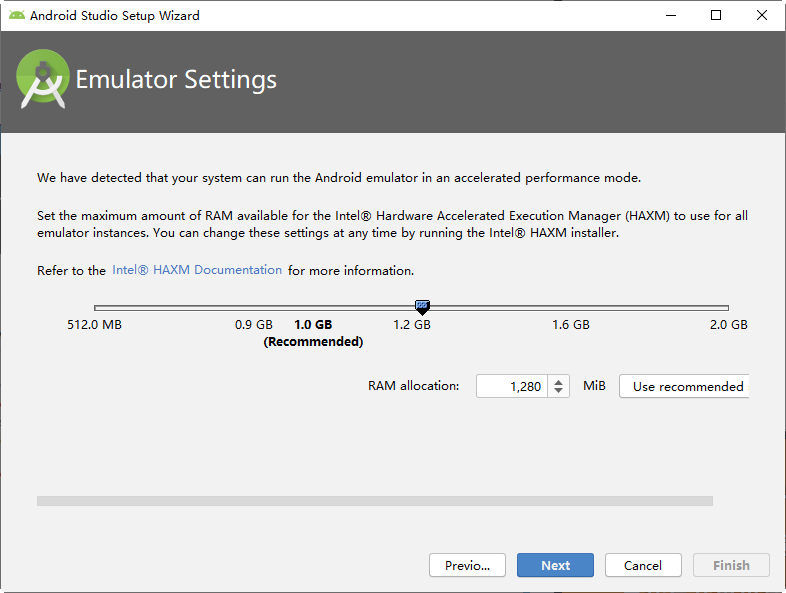 Android Studio Setup Wizard
Emulator Settings
We have detected that your system can run the Android emulator in an accelerated performance mode.
Set the maximum amount of RAM available for the Intel® Hardware Accelerated Execution Manager (HAXM) to use for all
emulator instances. You can change these settings at any time by running the Intel® HAXM installer.
Refer to the Intel® HAXM Documentation for more information.
512.0 MB 0.9 GB 1.0 GB 1.2 GB 1.6 GB 2.0 GB
(Recommended)
RAM allocation: 1,280 MiB Use recommended
Previo... Next Cancel Finish